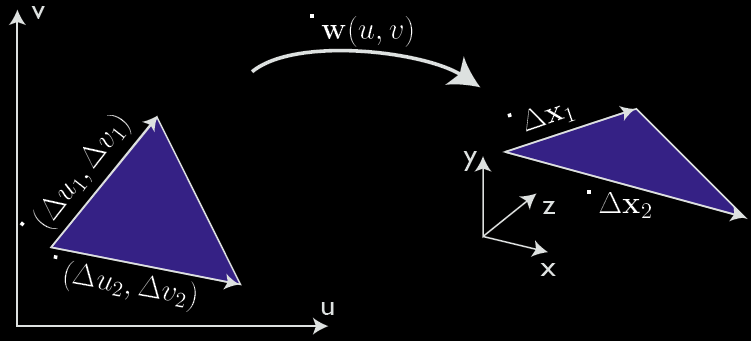 v
w(u, v)
(Δu₁, Δv₁)
(Δu₂, Δv₂)
u
Δx₁
y
z
Δx₂
x